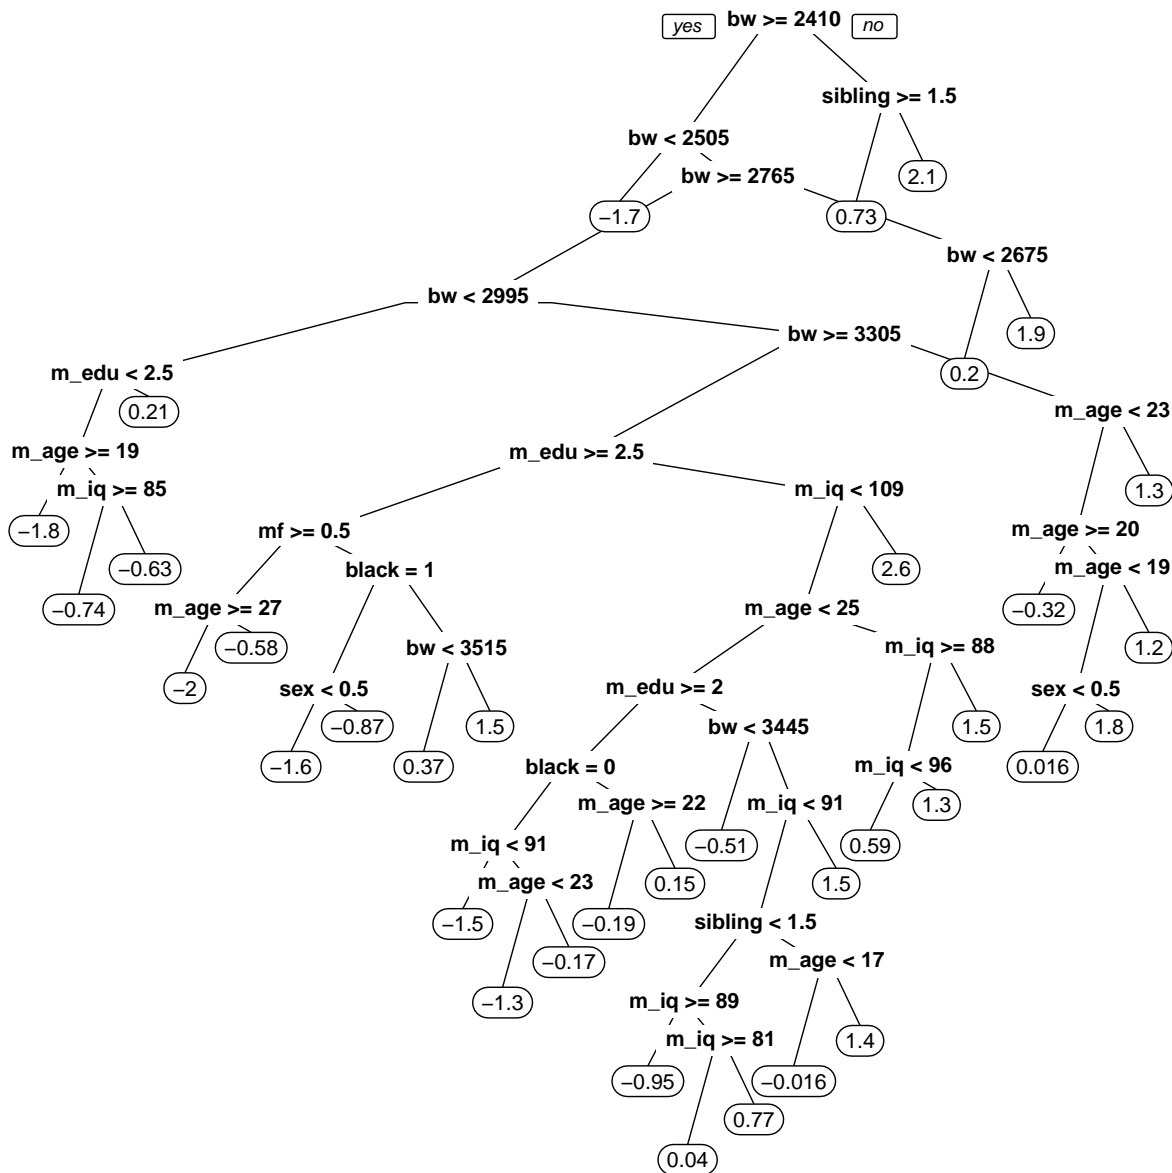 yes bw >= 2410 no
sibling >= 1.5
bw < 2505
bw >= 2765
2.1
−1.7
0.73
bw < 2675
bw < 2995
bw >= 3305
1.9
m_edu < 2.5
0.2
0.21
m_age < 23
m_age >= 19
m_edu >= 2.5
m_iq >= 85
m_iq < 109
1.3
−1.8
mf >= 0.5
m_age >= 20
−0.63
black = 1
2.6
m_age < 19
−0.74
m_age >= 27
m_age < 25
−0.32
−0.58
bw < 3515
m_iq >= 88
1.2
−2
sex < 0.5
m_edu >= 2
sex < 0.5
−0.87
1.5
bw < 3445
1.5
1.8
−1.6
0.37
black = 0
m_iq < 96
0.016
m_age >= 22
m_iq < 91
1.3
m_iq < 91
−0.51
0.59
m_age < 23
0.15
1.5
−1.5
−0.19
sibling < 1.5
−0.17
m_age < 17
−1.3
m_iq >= 89
m_iq >= 81
1.4
−0.95
−0.016
0.77
0.04